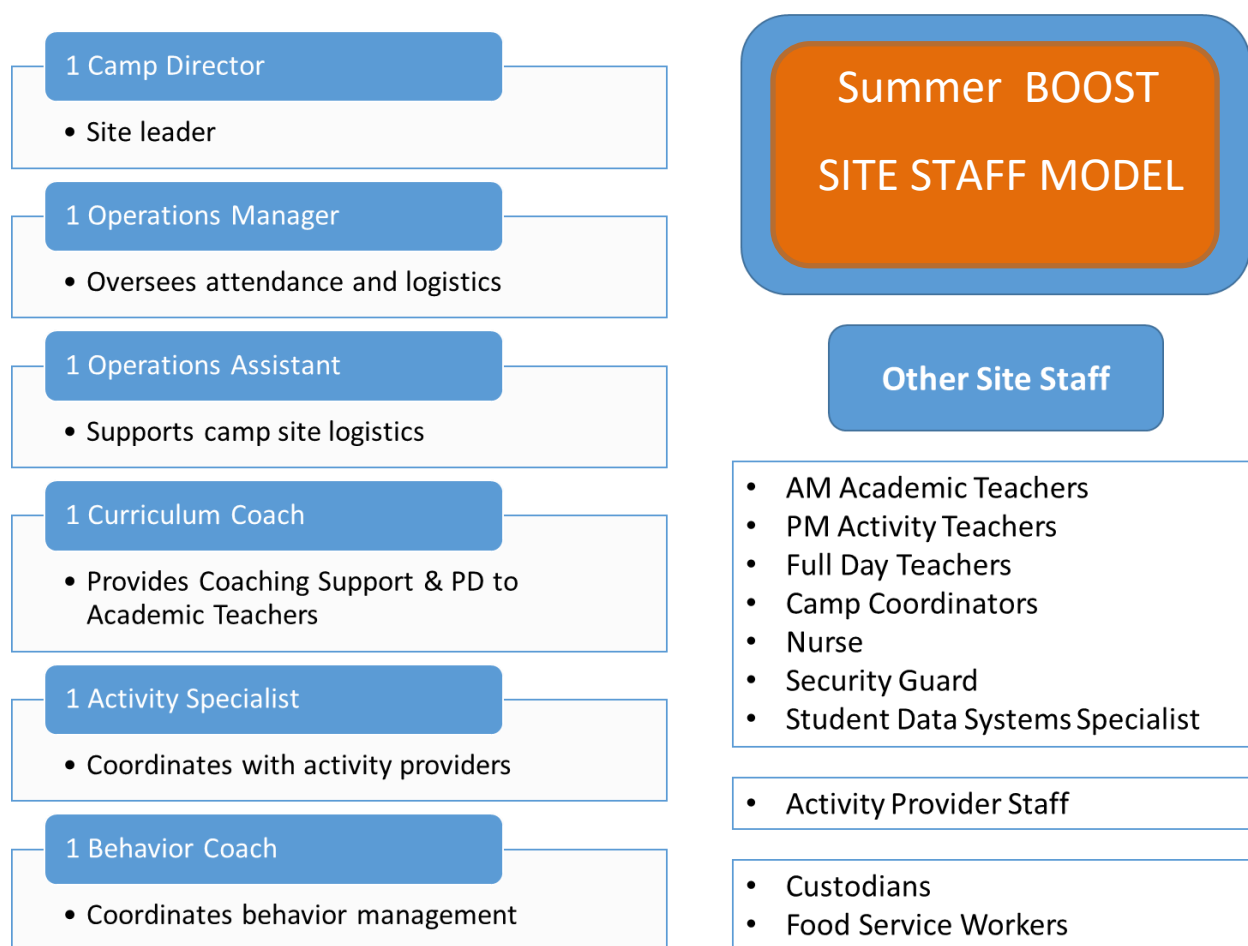 1 Camp Director
• Site leader
1 Operations Manager
• Oversees attendance and logistics
1 Operations Assistant
• Supports camp site logistics
1 Curriculum Coach
• Provides Coaching Support & PD to
Academic Teachers
1 Activity Specialist
• Coordinates with activity providers
1 Behavior Coach
• Coordinates behavior management
Summer BOOST
SITE STAFF MODEL
Other Site Staff
• AM Academic Teachers
• PM Activity Teachers
• Full Day Teachers
• Camp Coordinators
• Nurse
• Security Guard
• Student Data Systems Specialist
• Activity Provider Staff
• Custodians
• Food Service Workers